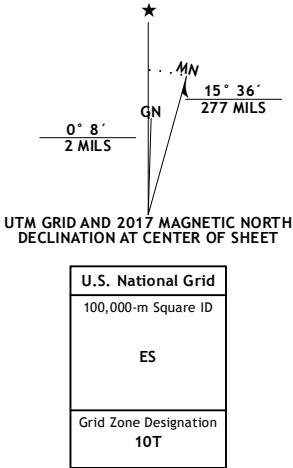 ★
MN
GN
15° 36´
277 MILS
0° 8´
2 MILS
UTM GRID AND 2017 MAGNETIC NORTH
DECLINATION AT CENTER OF SHEET
U.S. National Grid
100,000-m Square ID
ES
Grid Zone Designation
10T